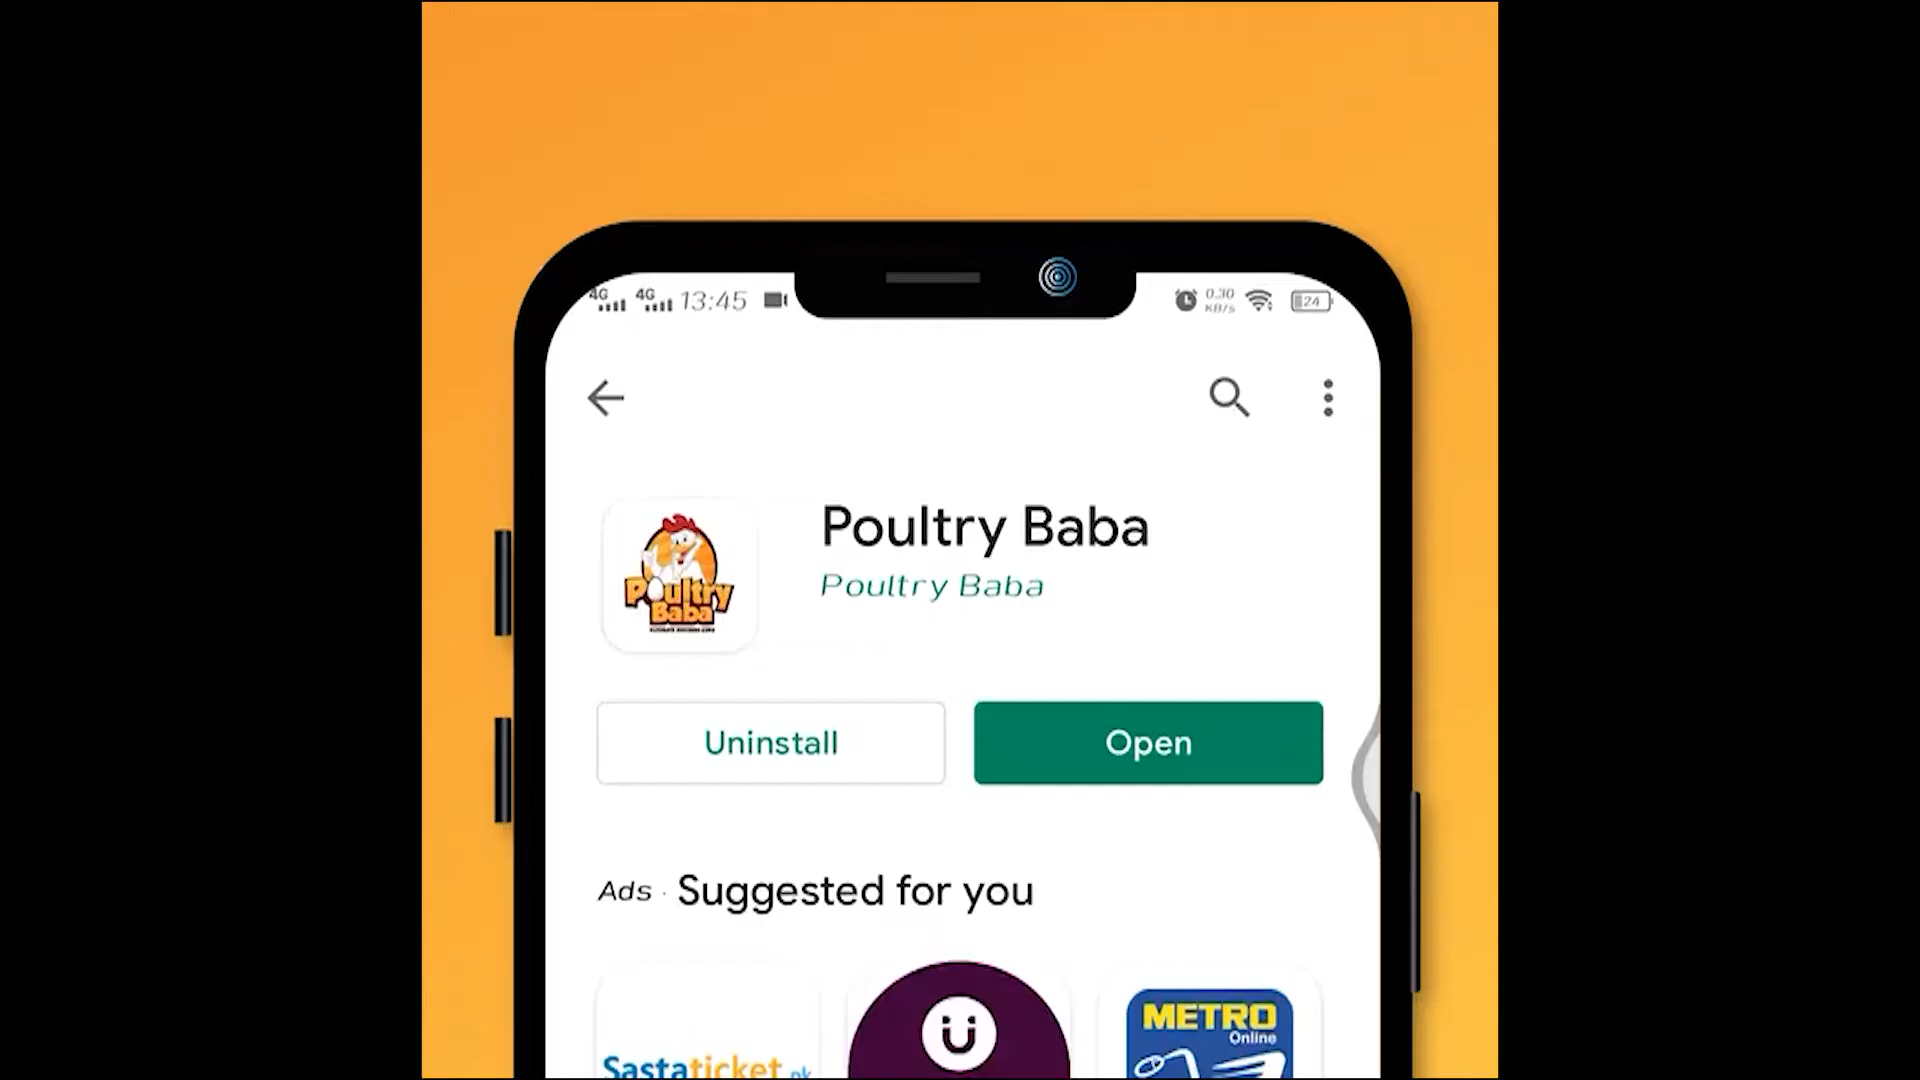 4G 4G 13:45 0.30 KB/s 24
Poultry Baba
Poultry Baba
Poultry
Baba
Uninstall Open
Ads · Suggested for you
METRO
Online
Sastaticket.pk